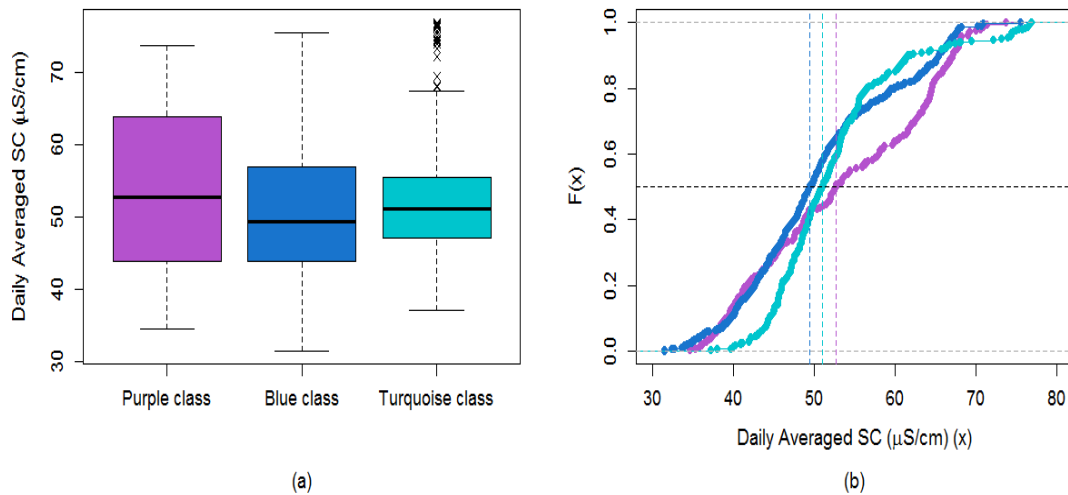 Daily Averaged SC (μS/cm)
70
60
50
40
30
Purple class
Blue class
Turquoise class
(a)
F(x)
1.0
0.8
0.6
0.4
0.2
0.0
30
40
50
60
70
80
Daily Averaged SC (μS/cm) (x)
(b)